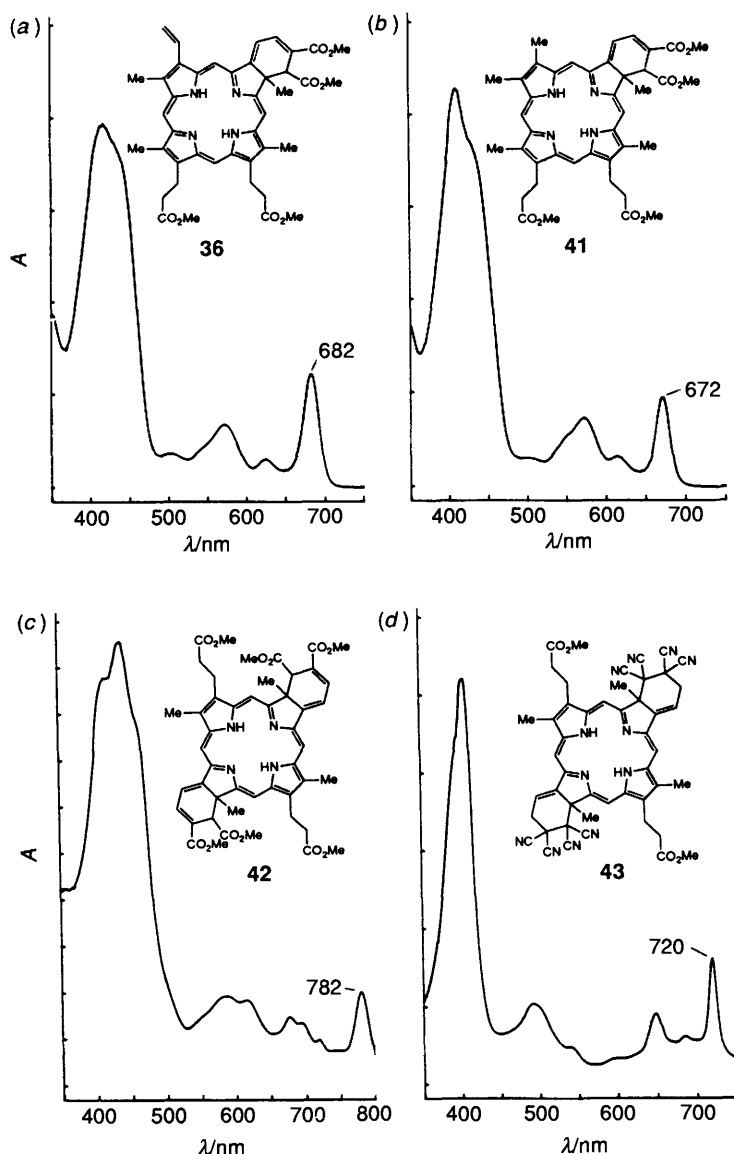 (a)
CO₂Me
CO₂Me
Me
Me
NH N
N HN
Me
Me
CO₂Me
CO₂Me
36
682
A
400 500 600 700
λ/nm
(b)
Me
CO₂Me
CO₂Me
Me
Me
NH N
N HN
Me
Me
CO₂Me
CO₂Me
41
672
400 500 600 700
λ/nm
(c)
CO₂Me
CO₂Me
MeO₂C
Me
Me
NH N
N HN
Me
Me
CO₂Me
CO₂Me
CO₂Me
42
782
A
400 500 600 700 800
λ/nm
(d)
CO₂Me
NC CN
NC CN
Me
Me
NH N
N HN
Me
Me
NC CN
NC CN
CO₂Me
43
720
400 500 600 700
λ/nm